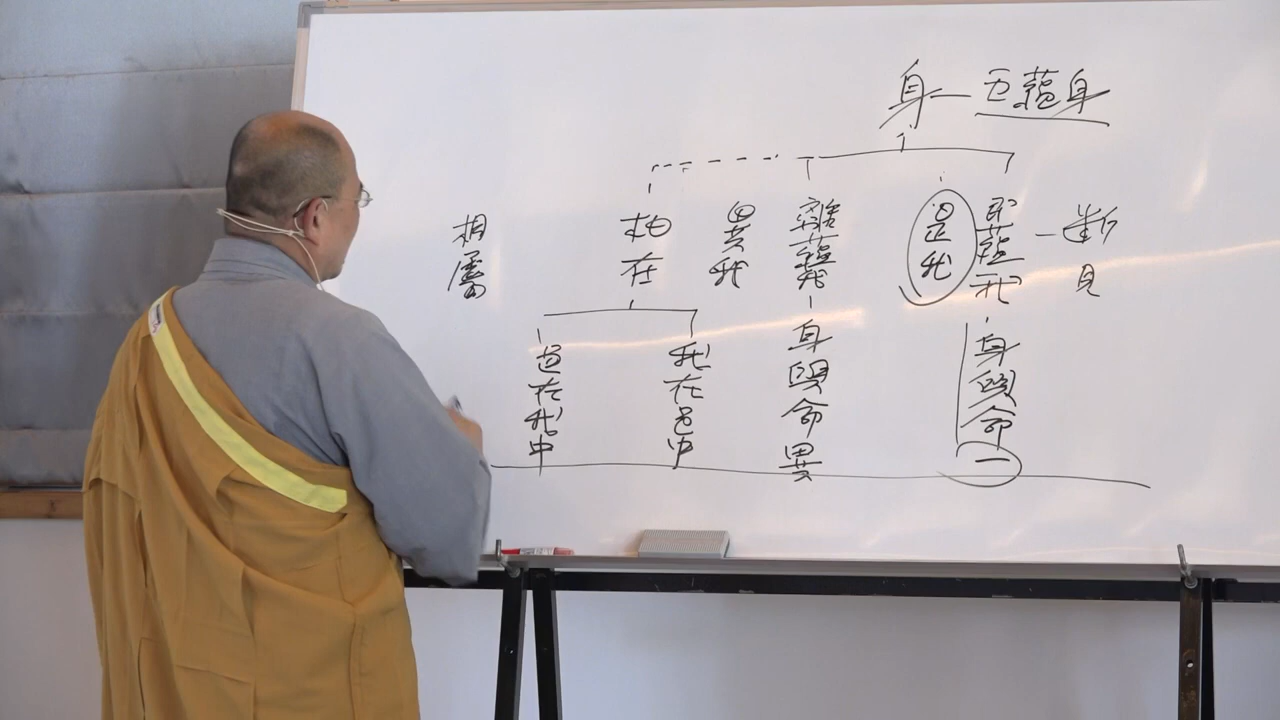 身—五蘊身
斷見
即蘊我
身與命一
是我
離蘊我
身與命異
異我
相在
我在色中
色在我中
相屬